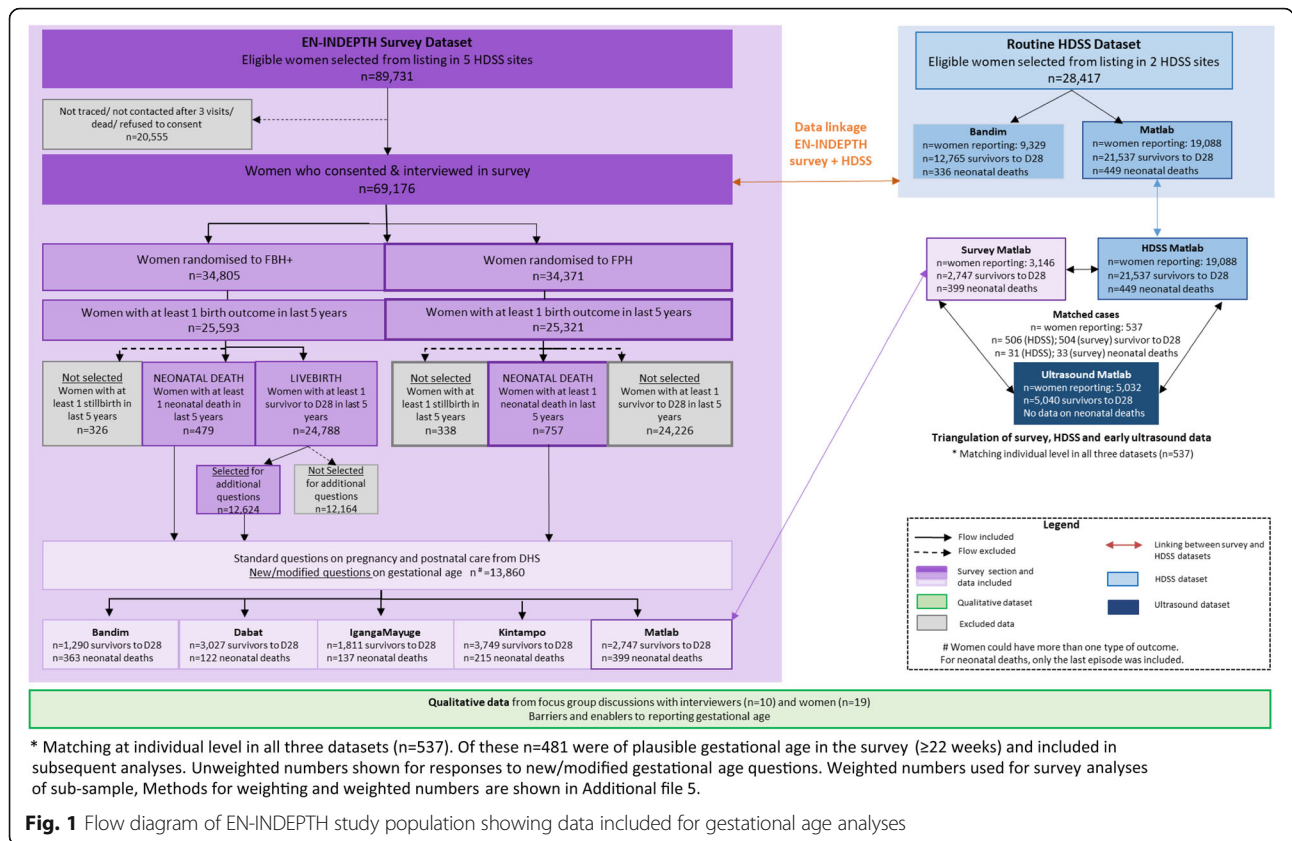 EN-INDEPTH Survey Dataset
Eligible women selected from listing in 5 HDSS sites
n=89,731
Not traced/ not contacted after 3 visits/
dead/ refused to consent
n=20,555
Women who consented & interviewed in survey
n=69,176
Women randomised to FBH+
n=34,805
Women randomised to FPH
n=34,371
Women with at least 1 birth outcome in last 5 years
n=25,593
Women with at least 1 birth outcome in last 5 years
n=25,321
Not selected
Women with at
least 1 stillbirth in
last 5 years
n=326
NEONATAL DEATH
Women with at least
1 neonatal death in
last 5 years
n=479
LIVEBIRTH
Women with at least 1
survivor to D28 in last 5
years
n=24,788
Not selected
Women with at
least 1 stillbirth in
last 5 years
n=338
NEONATAL DEATH
Women with at least 1
neonatal death in last
5 years
n=757
Not selected
Women with at least 1
survivor to D28 in last 5
years
n=24,226
Selected for
additional
questions
n=12,624
Not Selected
for additional
questions
n=12,164
Standard questions on pregnancy and postnatal care from DHS
New/modified questions on gestational age n#=13,860
Bandim
n=1,290 survivors to D28
n=363 neonatal deaths
Dabat
n=3,027 survivors to D28
n=122 neonatal deaths
IgangaMayuge
n=1,811 survivors to D28
n=137 neonatal deaths
Kintampo
n=3,749 survivors to D28
n=215 neonatal deaths
Matlab
n=2,747 survivors to D28
n=399 neonatal deaths
Data linkage
EN-INDEPTH
survey + HDSS
Routine HDSS Dataset
Eligible women selected from listing in 2 HDSS sites
n=28,417
Bandim
n=women reporting: 9,329
n=12,765 survivors to D28
n=336 neonatal deaths
Matlab
n=women reporting: 19,088
n=21,537 survivors to D28
n=449 neonatal deaths
Survey Matlab
n=women reporting: 3,146
n=2,747 survivors to D28
n=399 neonatal deaths
HDSS Matlab
n=women reporting: 19,088
n=21,537 survivors to D28
n=449 neonatal deaths
Matched cases
n= women reporting: 537
n= 506 (HDSS); 504 (survey) survivor to D28
n= 31 (HDSS); 33 (survey) neonatal deaths
Ultrasound Matlab
n=women reporting: 5,032
n=5,040 survivors to D28
No data on neonatal deaths
Triangulation of survey, HDSS and early ultrasound data
* Matching individual level in all three datasets (n=537)
Legend
Flow included
Flow excluded
Survey section and
data included
Qualitative dataset
Excluded data
Linking between survey and
HDSS datasets
HDSS dataset
Ultrasound dataset
# Women could have more than one type of outcome.
For neonatal deaths, only the last episode was included.
Qualitative data from focus group discussions with interviewers (n=10) and women (n=19)
Barriers and enablers to reporting gestational age
* Matching at individual level in all three datasets (n=537). Of these n=481 were of plausible gestational age in the survey (≥22 weeks) and included in
subsequent analyses. Unweighted numbers shown for responses to new/modified gestational age questions. Weighted numbers used for survey analyses
of sub-sample, Methods for weighting and weighted numbers are shown in Additional file 5.
Fig. 1 Flow diagram of EN-INDEPTH study population showing data included for gestational age analyses